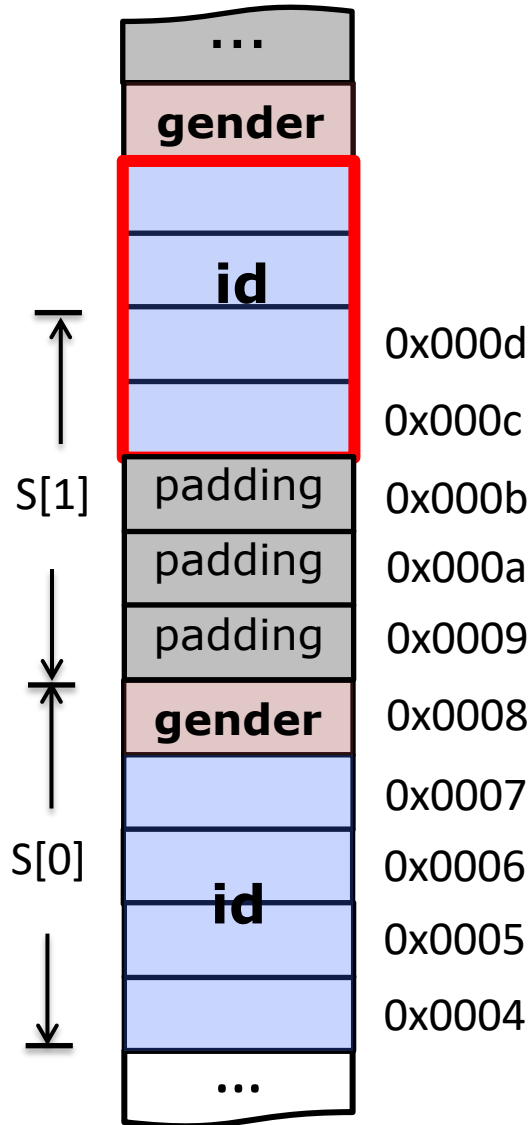 ...
gender
id
0x000d
0x000c
S[1]
padding
0x000b
padding
0x000a
padding
0x0009
gender
0x0008
0x0007
S[0]
0x0006
id
0x0005
0x0004
...